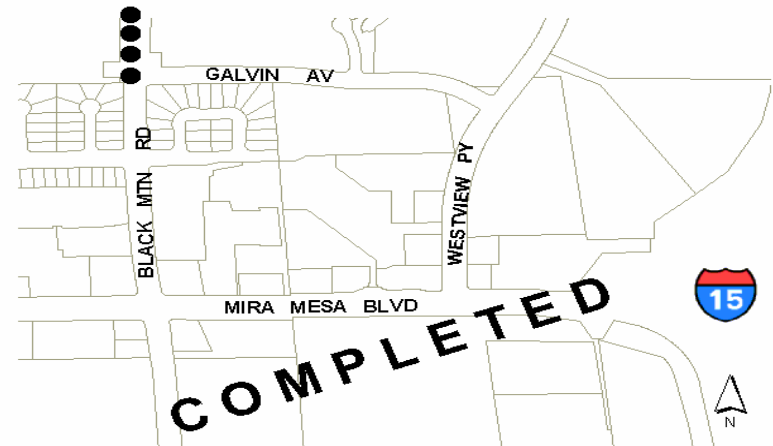 GALVIN AV
BLACK MTN RD
WESTVIEW PY
MIRA MESA BLVD
COMPLETED
15
N